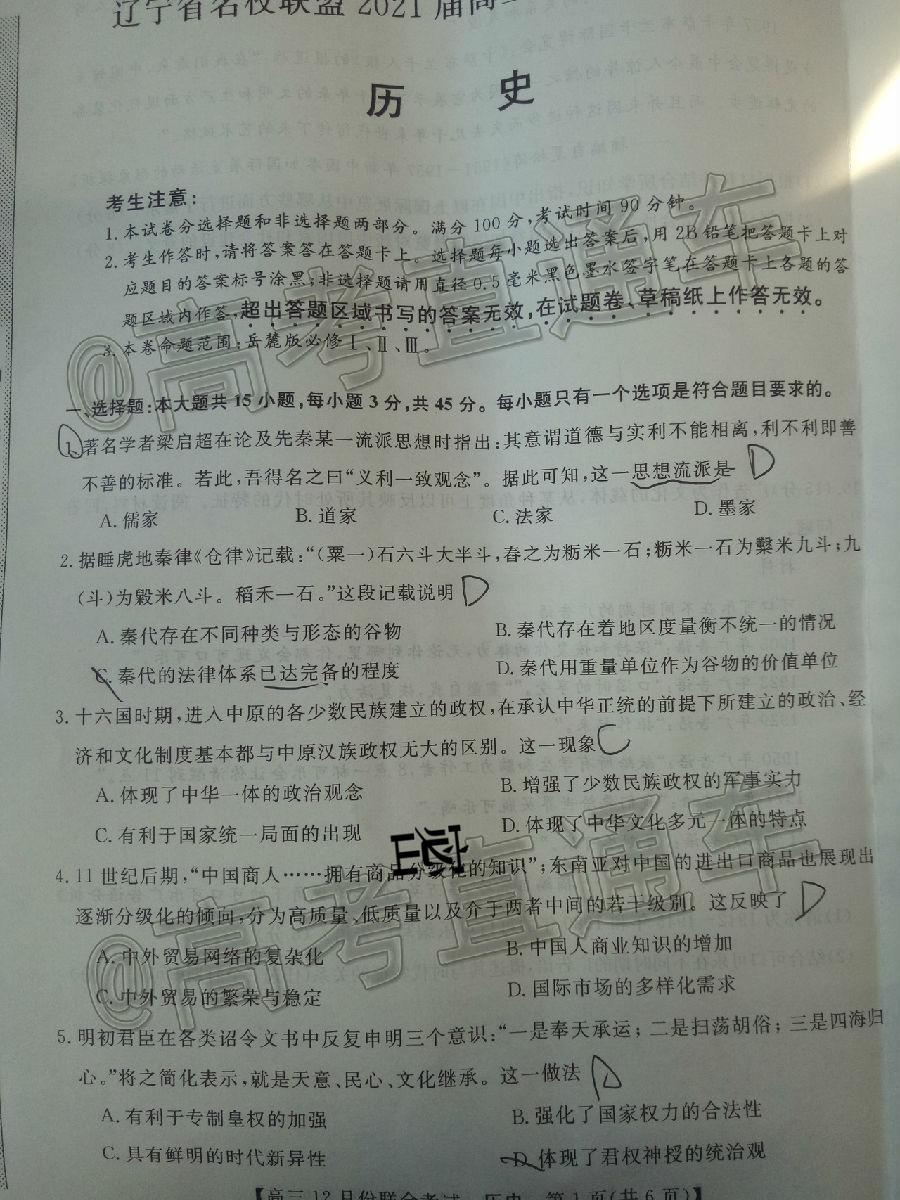 辽宁省名校联盟2021届高三
历 史
考生注意:
1.本试卷分选择题和非选择题两部分。满分100分,考试时间90分钟。
2.考生作答时,请将答案答在答题卡上。选择题每小题选出答案后,用2B铅笔把答题卡上对
应题目的答案标号涂黑;非选择题请用直径0.5毫米黑色墨水签字笔在答题卡上各题的答
题区域内作答,超出答题区域书写的答案无效,在试题卷、草稿纸上作答无效。
3.本卷命题范围:岳麓版必修Ⅰ、Ⅱ、Ⅲ。
一、选择题:本大题共15小题,每小题3分,共45分。每小题只有一个选项是符合题目要求的。
1.著名学者梁启超在论及先秦某一流派思想时指出:其意谓道德与实利不能相离,利不利即善
不善的标准。若此,吾得名之曰“义利一致观念”。据此可知,这一思想流派是 D
A.儒家 B.道家 C.法家 D.墨家
2.据睡虎地秦律《仓律》记载:“(粟一)石六斗大半斗,舂之为粝米一石;粝米一石为糳米九斗;九
(斗)为毇米八斗。稻禾一石。”这段记载说明 D
A.秦代存在不同种类与形态的谷物 B.秦代存在着地区度量衡不统一的情况
C.秦代的法律体系已达完备的程度 D.秦代用重量单位作为谷物的价值单位
3.十六国时期,进入中原的各少数民族建立的政权,在承认中华正统的前提下所建立的政治、经
济和文化制度基本都与中原汉族政权无大的区别。这一现象 C
A.体现了中华一体的政治观念 B.增强了少数民族政权的军事实力
C.有利于国家统一局面的出现 D.体现了中华文化多元一体的特点
4.11世纪后期,“中国商人……拥有商品分级化的知识”;东南亚对中国的进出口商品也展现出
逐渐分级化的倾向,分为高质量、低质量以及介于两者中间的若干级别。这反映了 D
A.中外贸易网络的复杂化 B.中国人商业知识的增加
C.中外贸易的繁荣与稳定 D.国际市场的多样化需求
5.明初君臣在各类诏令文书中反复申明三个意识:“一是奉天承运;二是扫荡胡俗;三是四海归
心。”将之简化表示,就是天意、民心、文化继承。这一做法 D
A.有利于专制皇权的加强 B.强化了国家权力的合法性
C.具有鲜明的时代新异性 D.体现了君权神授的统治观
【高三12月份联合考试·历史 第1页(共6页)】
@高考直通车
@高考直通车